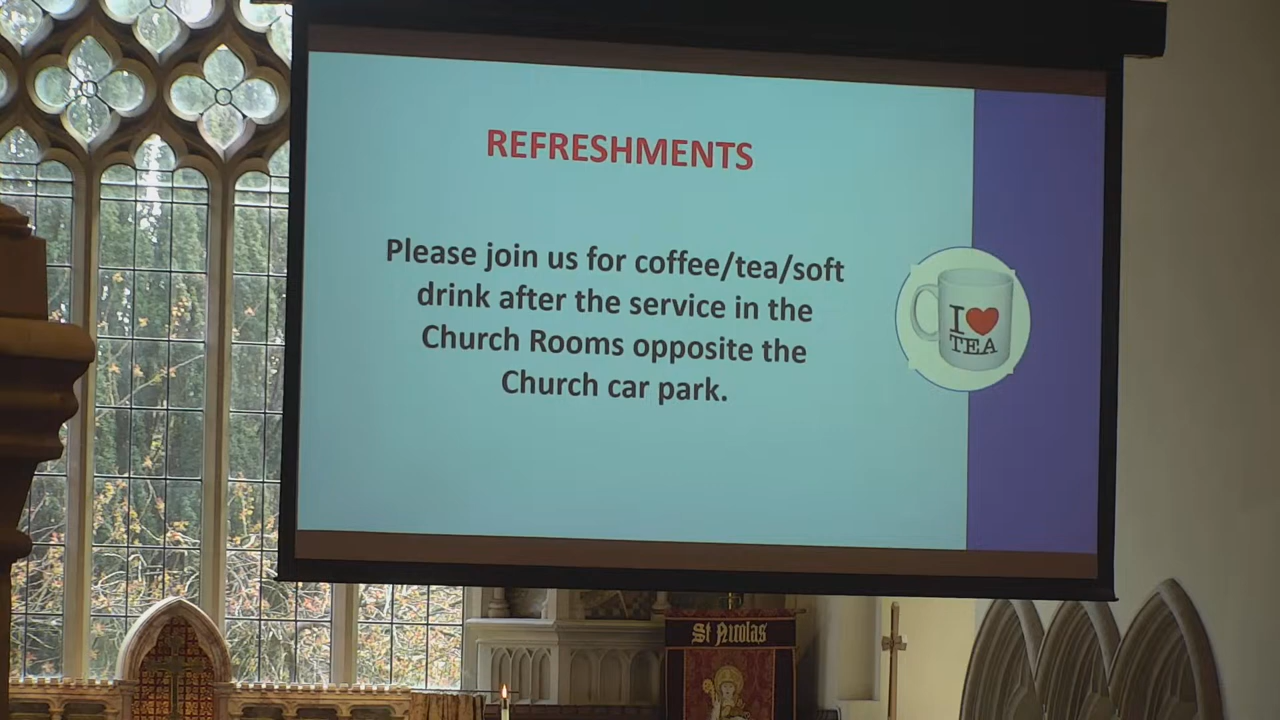 REFRESHMENTS
Please join us for coffee/tea/soft
drink after the service in the
Church Rooms opposite the
Church car park.
I ❤ TEA
St Nicolas